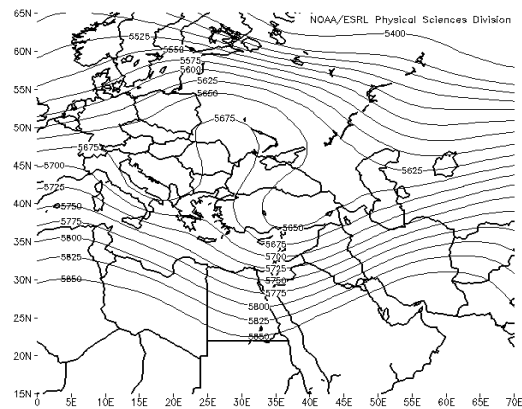 NOAA/ESRL Physical Sciences Division
65N
60N
55N
50N
45N
40N
35N
30N
25N
20N
15N
0
5E
10E
15E
20E
25E
30E
35E
40E
45E
50E
55E
60E
65E
70E
5400
5525
5550
5575
5600
5625
5650
5675
5675
5625
5700
5725
5750
5775
5800
5825
5850
5650
5675
5700
5725
5750
5775
5800
5825
5850